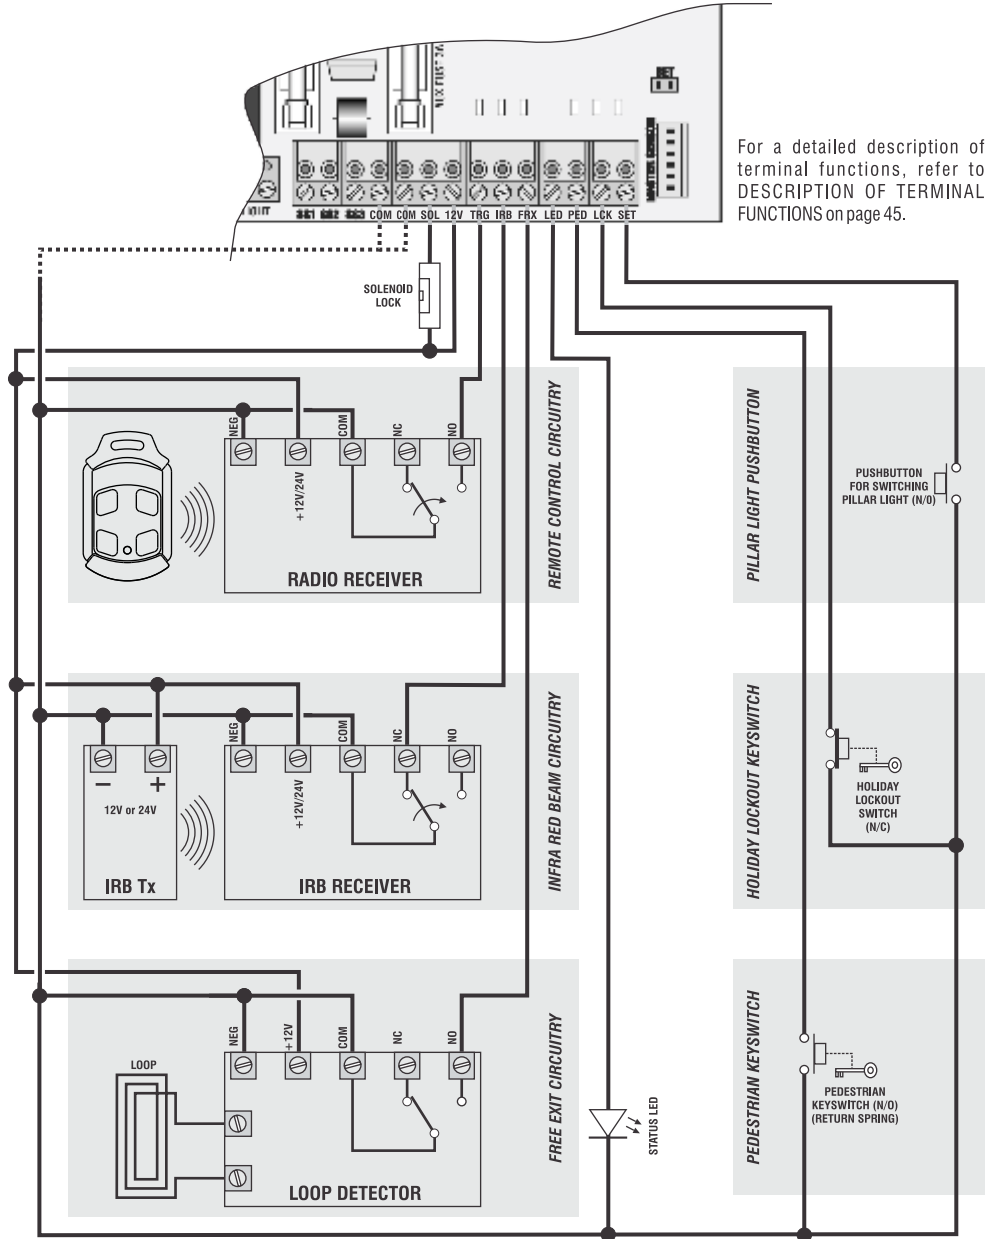 SET
MASTER SENSOR
For a detailed description of
terminal functions, refer to
DESCRIPTION OF TERMINAL
FUNCTIONS on page 45.
COM COM SOL 12V TRG IRB FRX LED PED LCK SET
SOLENOID
LOCK
NEG
+12V/24V
COM
NC
NO
RADIO RECEIVER
REMOTE CONTROL CIRCUITRY
PUSHBUTTON
FOR SWITCHING
PILLAR LIGHT (N/O)
PILLAR LIGHT PUSHBUTTON
NEG
+12V/24V
COM
NC
NO
12V or 24V
IRB Tx
IRB RECEIVER
INFRA RED BEAM CIRCUITRY
HOLIDAY
LOCKOUT
SWITCH
(N/C)
HOLIDAY LOCKOUT KEYSWITCH
NEG
+12V
COM
NC
NO
LOOP
LOOP DETECTOR
FREE EXIT CIRCUITRY
STATUS LED
PEDESTRIAN
KEYSWITCH (N/O)
(RETURN SPRING)
PEDESTRIAN KEYSWITCH